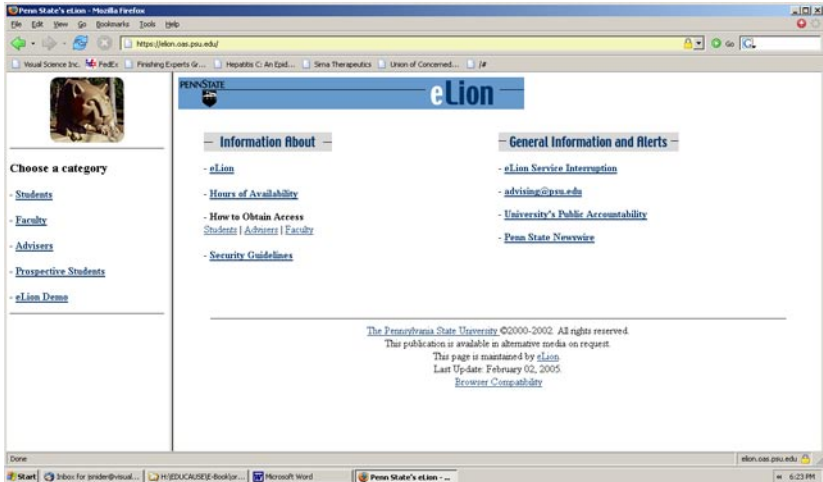 Penn State's eLion - Mozilla Firefox
File Edit View Go Bookmarks Tools Help
https://elion.oas.psu.edu/
Go
Visual Science Inc. FedEx Finishing Experts Gr... Hepatitis C: An Epid... Sirna Therapeutics Union of Concerned... /#
PENNSTATE
eLion
Choose a category
- Students
- Faculty
- Advisers
- Prospective Students
- eLion Demo
Information About
- eLion
- Hours of Availability
- How to Obtain Access
Students | Advisers | Faculty
- Security Guidelines
General Information and Alerts
- eLion Service Interruption
- advising@psu.edu
- University's Public Accountability
- Penn State Newswire
The Pennsylvania State University ©2000-2002. All rights reserved.
This publication is available in alternative media on request.
This page is maintained by eLion.
Last Update: February 02, 2005.
Browser Compatibility
Done
elion.oas.psu.edu
Start Inbox for jsnider@visual... H:\EDUCAUSE\E-Book\or... Microsoft Word Penn State's eLion - ... 6:23 PM